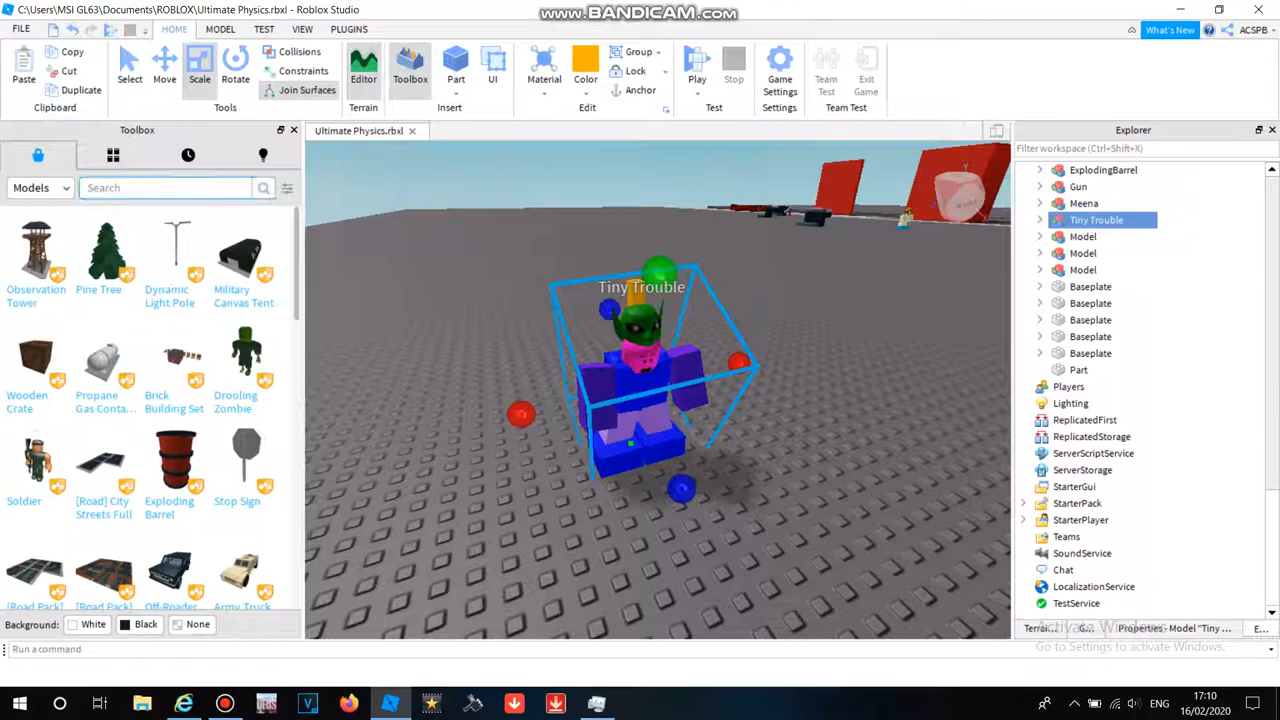 C:\Users\MSI GL63\Documents\ROBLOX\Ultimate Physics.rbxl - Roblox Studio
www.BANDICAM.com
FILE HOME MODEL TEST VIEW PLUGINS
What's New
ACSPB
Paste
Copy
Cut
Duplicate
Clipboard
Select
Move
Scale
Rotate
Collisions
Constraints
Join Surfaces
Tools
Editor
Terrain
Toolbox
Part
UI
Insert
Material
Color
Group
Lock
Anchor
Edit
Play
Stop
Test
Game
Settings
Settings
Team
Test
Exit
Game
Team Test
Toolbox
Models
Search
Observation
Tower
Pine Tree
Dynamic
Light Pole
Military
Canvas Tent
Wooden
Crate
Propane
Gas Conta...
Brick
Building Set
Drooling
Zombie
Soldier
[Road] City
Streets Full
Exploding
Barrel
Stop Sign
[Road Pack]
[Road Pack]
Off-Roader
Army Truck
Background: White Black None
Ultimate Physics.rbxl
Tiny Trouble
Explorer
Filter workspace (Ctrl+Shift+X)
ExplodingBarrel
Gun
Meena
Tiny Trouble
Model
Model
Model
Baseplate
Baseplate
Baseplate
Baseplate
Baseplate
Part
Players
Lighting
ReplicatedFirst
ReplicatedStorage
ServerScriptService
ServerStorage
StarterGui
StarterPack
StarterPlayer
Teams
SoundService
Chat
LocalizationService
TestService
Terrai... G... Properties - Model "Tiny ... E...
Activate Windows
Go to Settings to activate Windows.
Run a command
ENG
17:10
16/02/2020